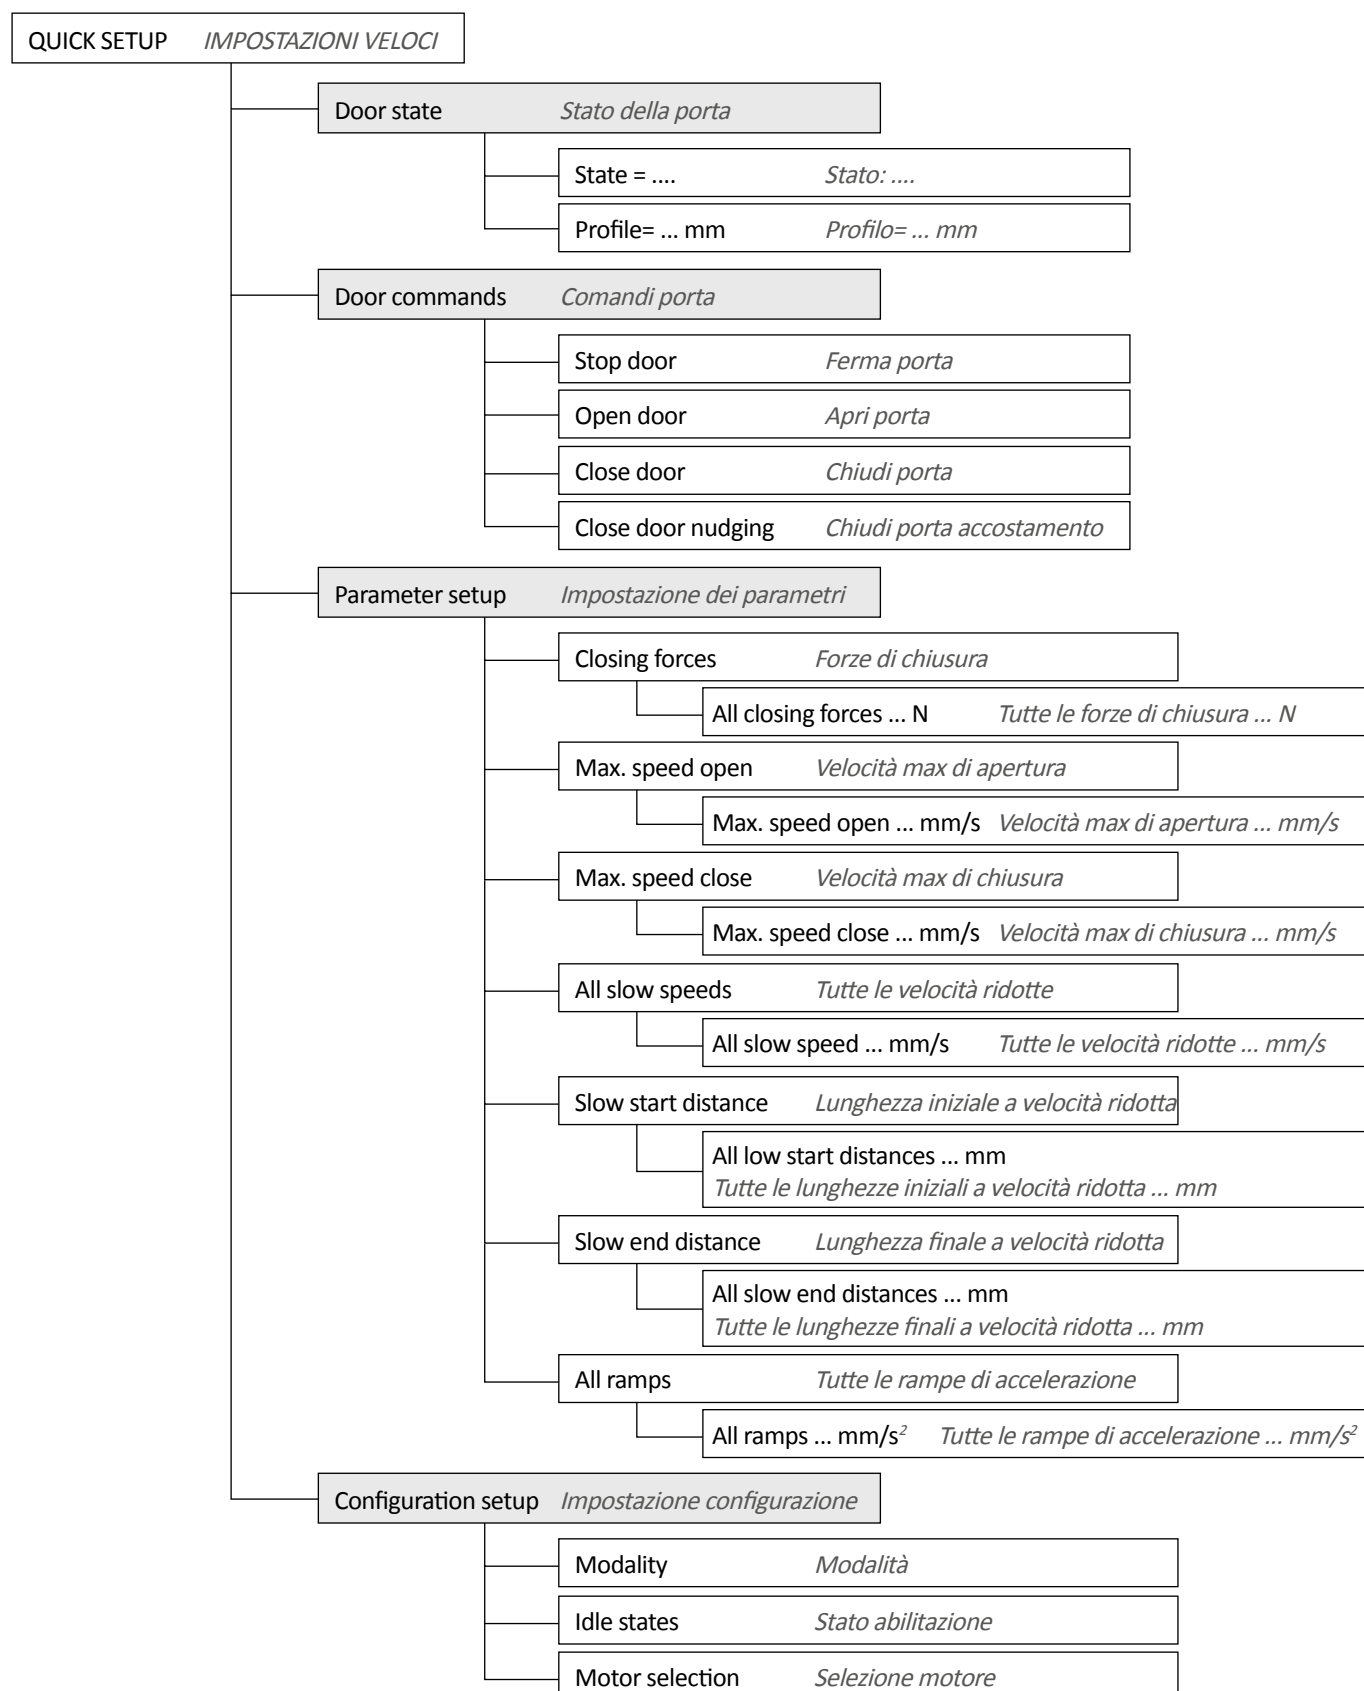 QUICK SETUP IMPOSTAZIONI VELOCI
Door state Stato della porta
State = .... Stato: ....
Profile= ... mm Profilo= ... mm
Door commands Comandi porta
Stop door Ferma porta
Open door Apri porta
Close door Chiudi porta
Close door nudging Chiudi porta accostamento
Parameter setup Impostazione dei parametri
Closing forces Forze di chiusura
All closing forces ... N Tutte le forze di chiusura ... N
Max. speed open Velocità max di apertura
Max. speed open ... mm/s Velocità max di apertura ... mm/s
Max. speed close Velocità max di chiusura
Max. speed close ... mm/s Velocità max di chiusura ... mm/s
All slow speeds Tutte le velocità ridotte
All slow speed ... mm/s Tutte le velocità ridotte ... mm/s
Slow start distance Lunghezza iniziale a velocità ridotta
All low start distances ... mm
Tutte le lunghezze iniziali a velocità ridotta ... mm
Slow end distance Lunghezza finale a velocità ridotta
All slow end distances ... mm
Tutte le lunghezze finali a velocità ridotta ... mm
All ramps Tutte le rampe di accelerazione
All ramps ... mm/s² Tutte le rampe di accelerazione ... mm/s²
Configuration setup Impostazione configurazione
Modality Modalità
Idle states Stato abilitazione
Motor selection Selezione motore